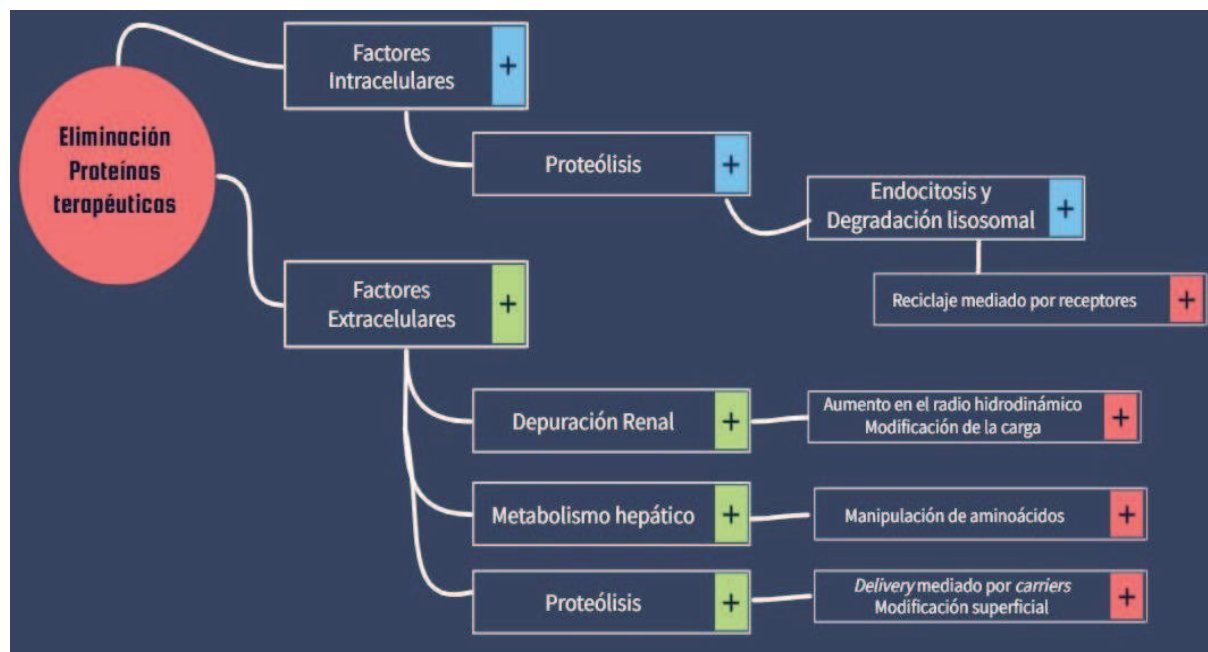 Eliminación
Proteínas
terapéuticas
Factores
Intracelulares
+
Proteólisis
+
Endocitosis y
Degradación lisosomal
+
Reciclaje mediado por receptores
+
Factores
Extracelulares
+
Depuración Renal
+
Aumento en el radio hidrodinámico
Modificación de la carga
+
Metabolismo hepático
+
Manipulación de aminoácidos
+
Proteólisis
+
Delivery mediado por carriers
Modificación superficial
+